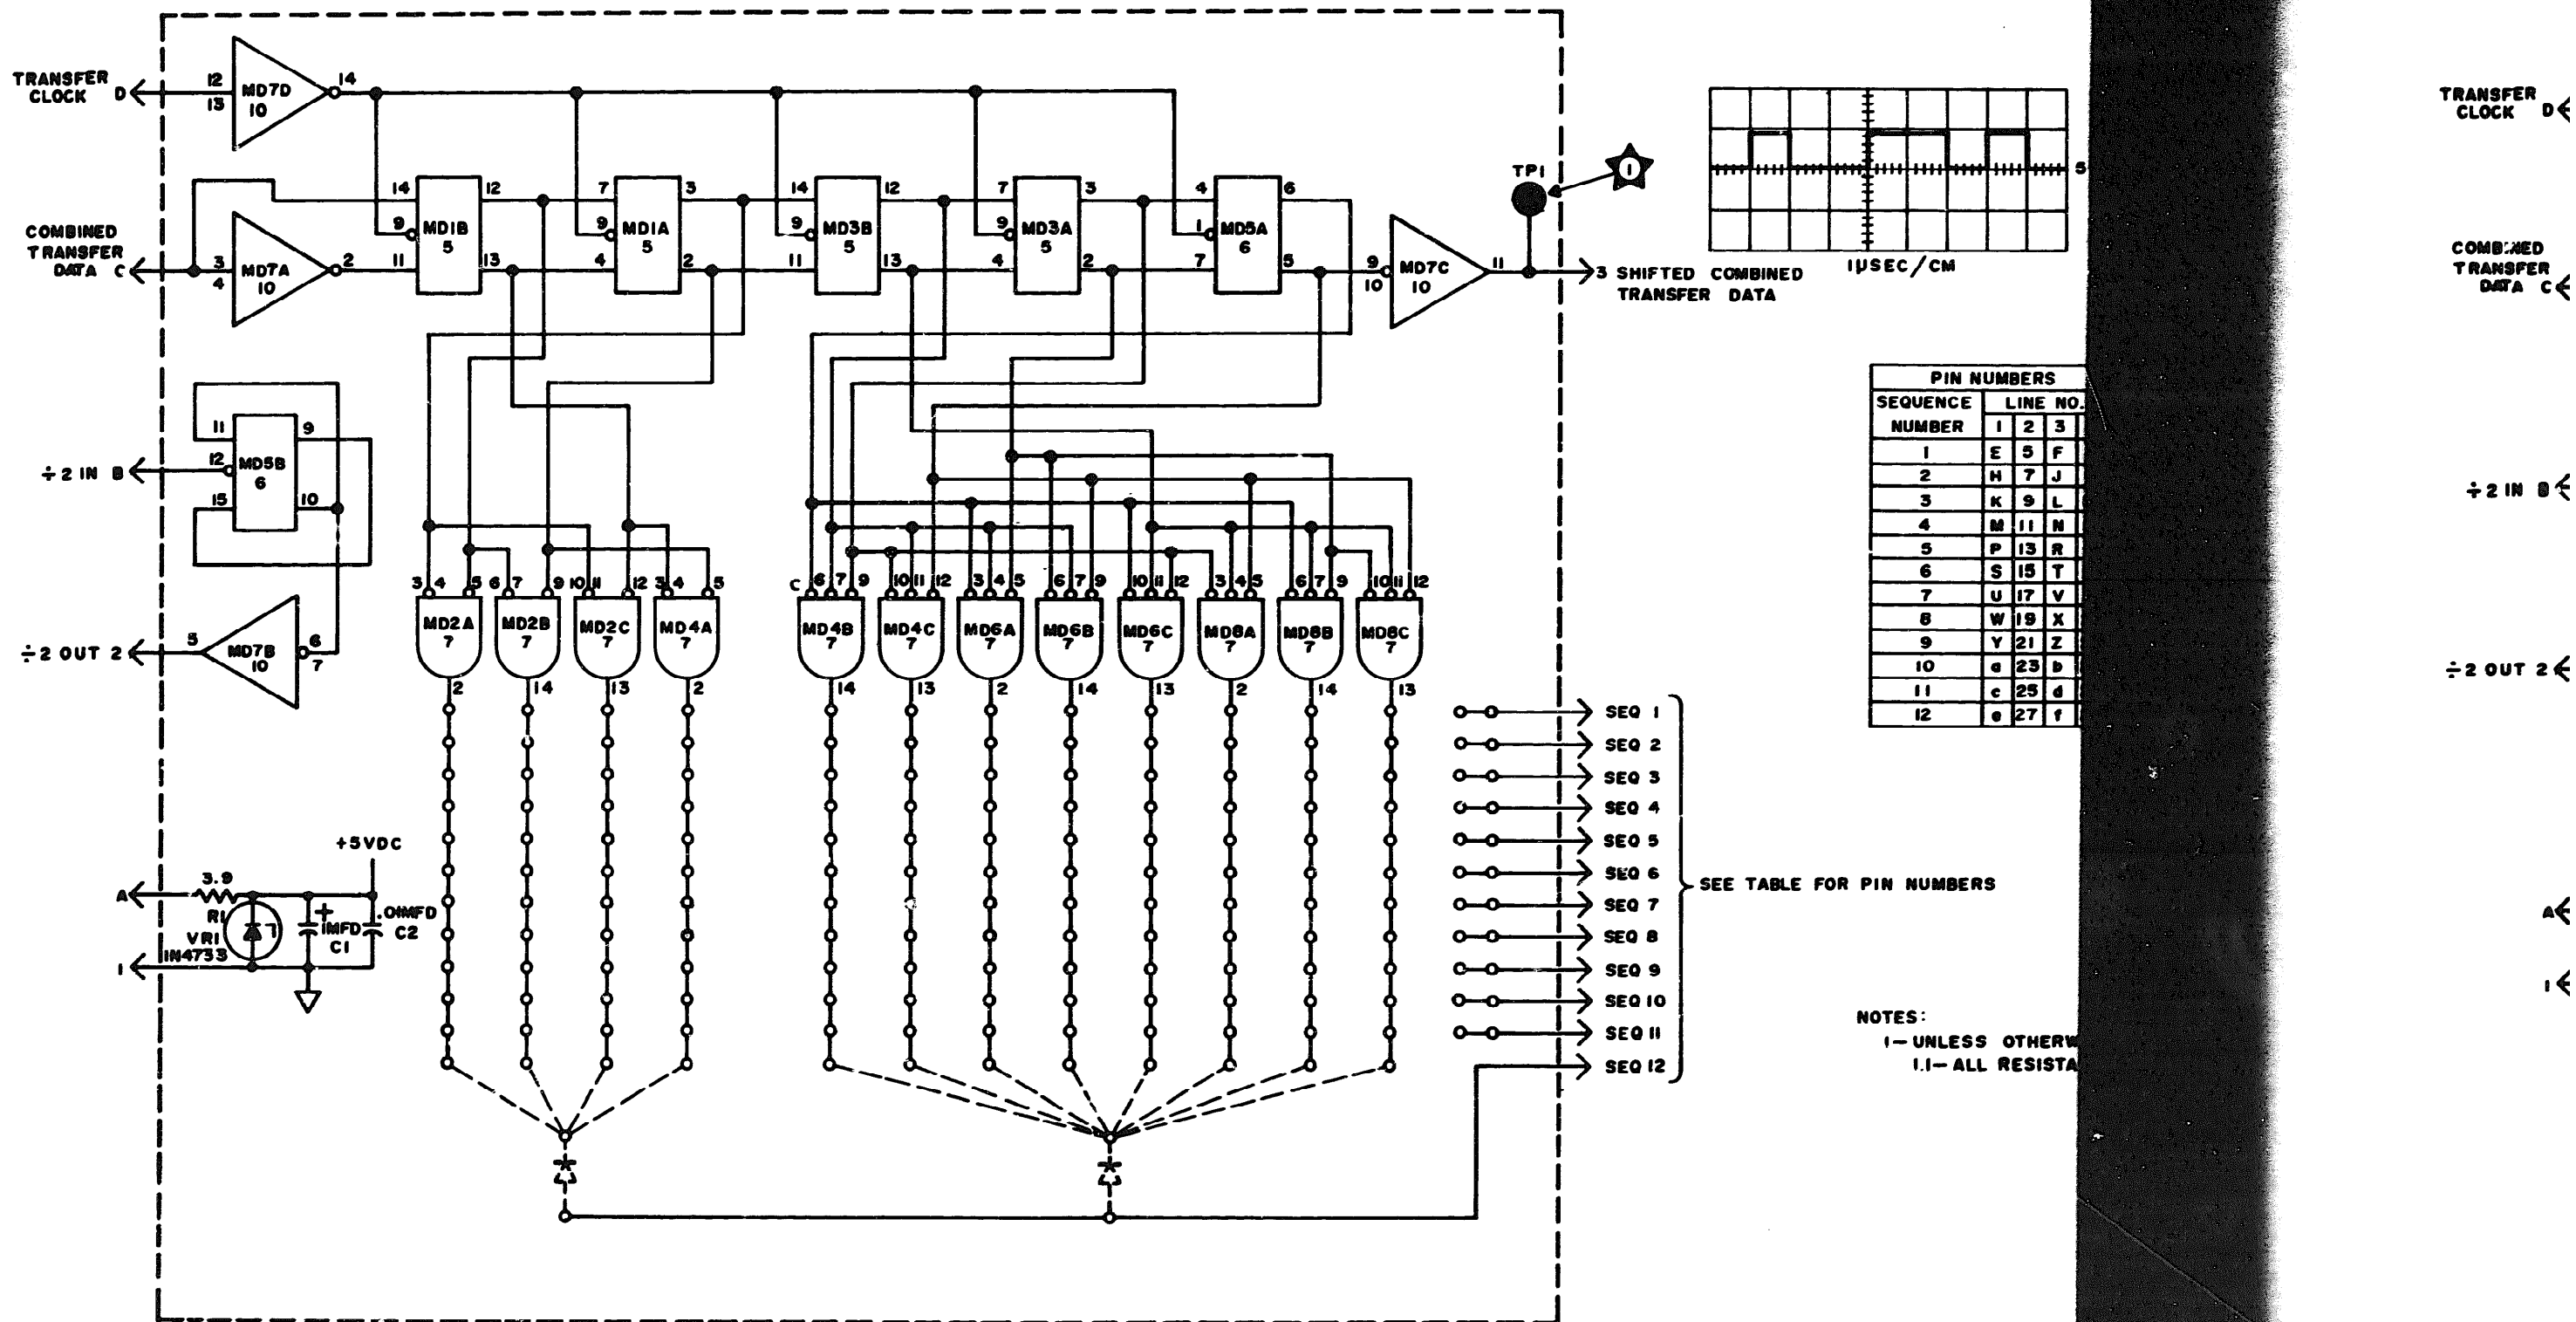 TRANSFER
CLOCK D
12
13
MD7D
10
14
COMBINED
TRANSFER
DATA C
3
4
MD7A
10
2
14
9
11
MD1B
5
12
13
7
9
4
MD1A
5
3
2
14
9
11
MD3B
5
12
13
7
9
4
MD3A
5
3
2
4
1
7
MD5A
6
6
5
9
10
MD7C
10
11
TP1
1
3 SHIFTED COMBINED
TRANSFER DATA
5
1µSEC/CM
÷2 IN B
11
12
15
MD5B
6
9
10
÷2 OUT 2
5
MD7B
10
6
7
3 4 5 6 7 9 10 11 12 3 4 5
C 6 7 9 10 11 12 3 4 5 6 7 9 10 11 12 3 4 5 6 7 9 10 11 12
MD2A MD2B MD2C MD4A MD4B MD4C MD6A MD6B MD6C MD8A MD8B MD8C
7 7 7 7 7 7 7 7 7 7 7 7
2 14 13 2 14 13 2 14 13 2 14 13
SEQ 1
SEQ 2
SEQ 3
SEQ 4
SEQ 5
SEQ 6
SEQ 7
SEQ 8
SEQ 9
SEQ 10
SEQ 11
SEQ 12
SEE TABLE FOR PIN NUMBERS
+5VDC
A
3.9
R1
VR1
1N4733
+
1MFD
C1
.01MFD
C2
1
PIN NUMBERS
SEQUENCE LINE NO.
NUMBER 1 2 3
1 E 5 F
2 H 7 J
3 K 9 L
4 M 11 N
5 P 13 R
6 S 15 T
7 U 17 V
8 W 19 X
9 Y 21 Z
10 a 23 b
11 c 25 d
12 e 27 f
NOTES:
1— UNLESS OTHERW
1.1— ALL RESISTA
TRANSFER
CLOCK D
COMBINED
TRANSFER
DATA C
÷2 IN B
÷2 OUT 2
A
1